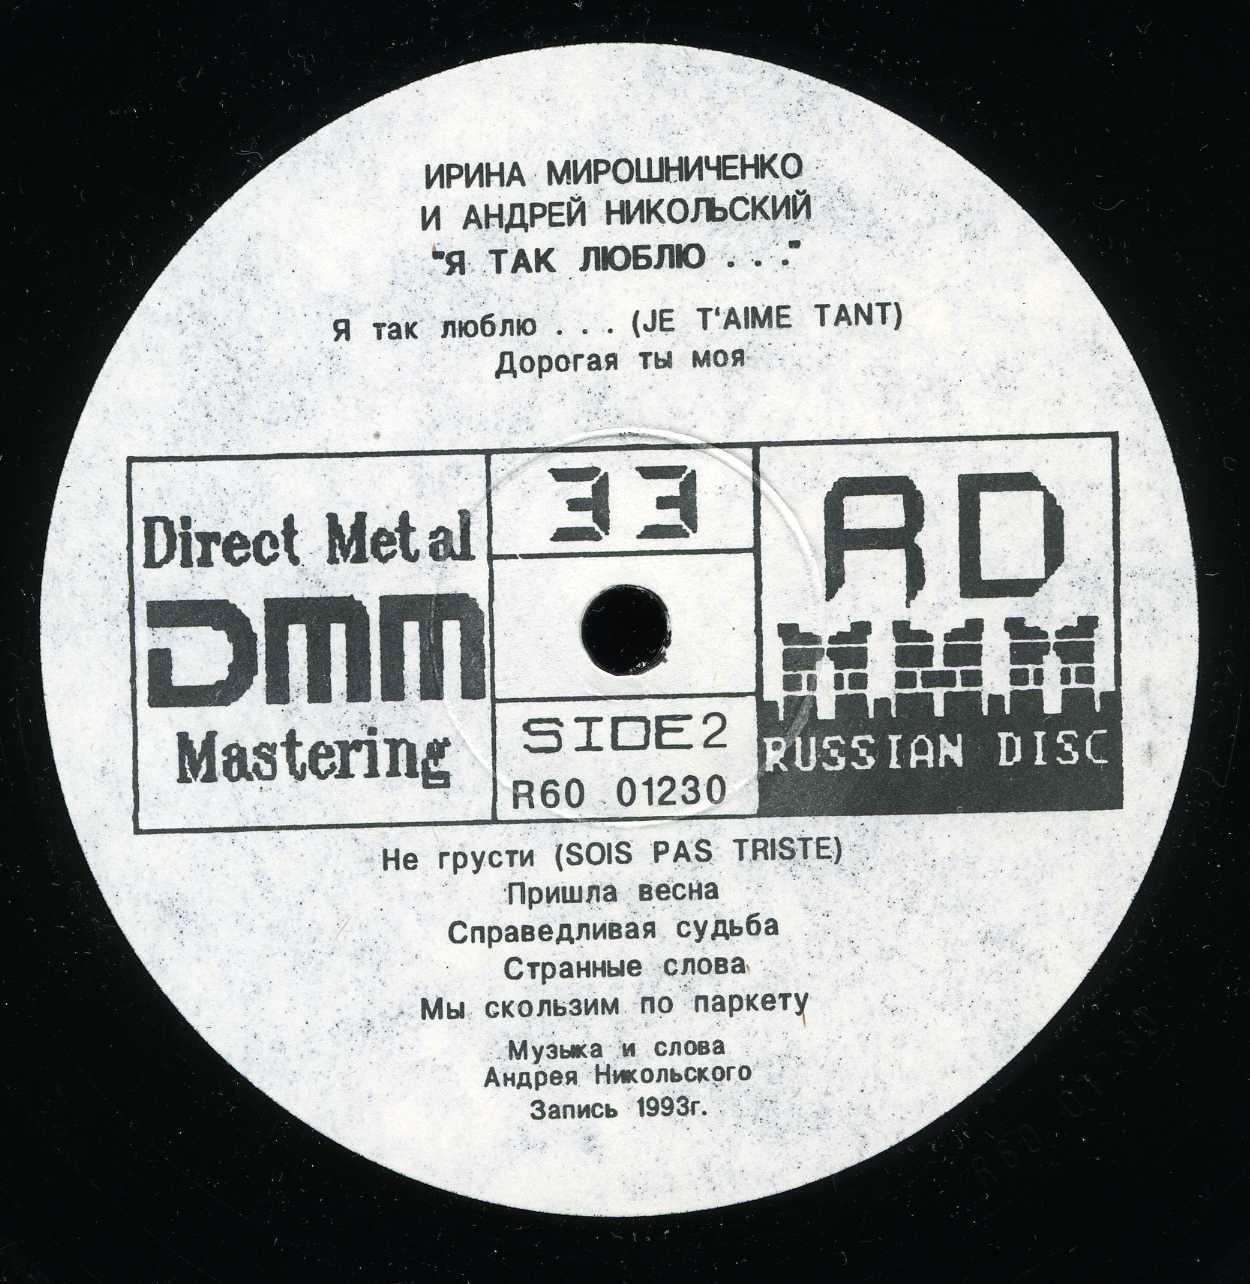 ИРИНА МИРОШНИЧЕНКО
И АНДРЕЙ НИКОЛЬСКИЙ
"Я ТАК ЛЮБЛЮ . . ."
Я так люблю . . . (JE T'AIME TANT)
Дорогая ты моя
Direct Metal
DMM
Mastering
33
SIDE 2
R60 01230
RD
RUSSIAN DISC
Не грусти (SOIS PAS TRISTE)
Пришла весна
Справедливая судьба
Странные слова
Мы скользим по паркету
Музыка и слова
Андрея Никольского
Запись 1993г.